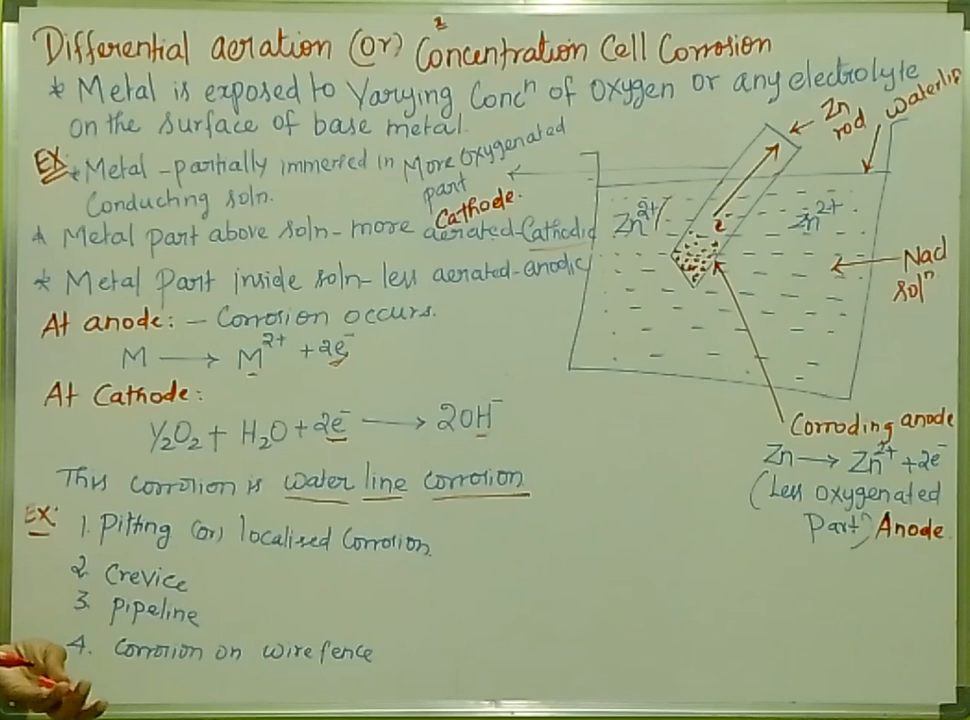 Differential aeration (or) Concentration Cell Corrosion
* Metal is exposed to Varying Concⁿ of Oxygen or any electrolyte
on the surface of base metal.
Ex: * Metal - partially immersed in
Conducting soln.
* Metal part above soln - more aerated - Cathodic
* Metal Part inside soln - less aerated - anodic
At anode: - Corrosion occurs.
M → M²⁺ + 2e⁻
At Cathode:
1/2O₂ + H₂O + 2e⁻ → 2OH⁻
This corrosion is water line corrosion
Ex: 1. Pitting (or) localised Corrosion.
2. Crevice
3. pipeline
4. corrosion on wire fence
More Oxygenated
part
Cathode.
Zn
rod
Zn²⁺
Zn²⁺
Nacl
solⁿ
Corroding anode
Zn → Zn²⁺ + 2e⁻
(Less oxygenated
Part) Anode.